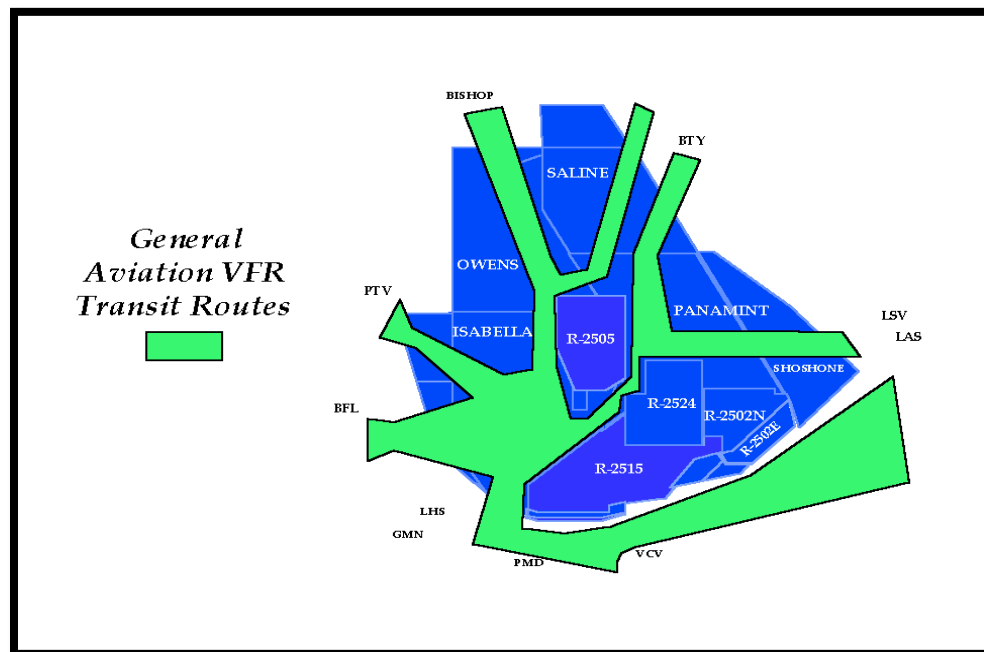 BISHOP
BTY
SALINE
General
Aviation VFR
Transit Routes
OWENS
PTV
PANAMINT
LSV
ISABELLA
R-2505
LAS
SHOSHONE
R-2524
BFL
R-2502N
R-2502E
R-2515
LHS
GMN
VCV
PMD